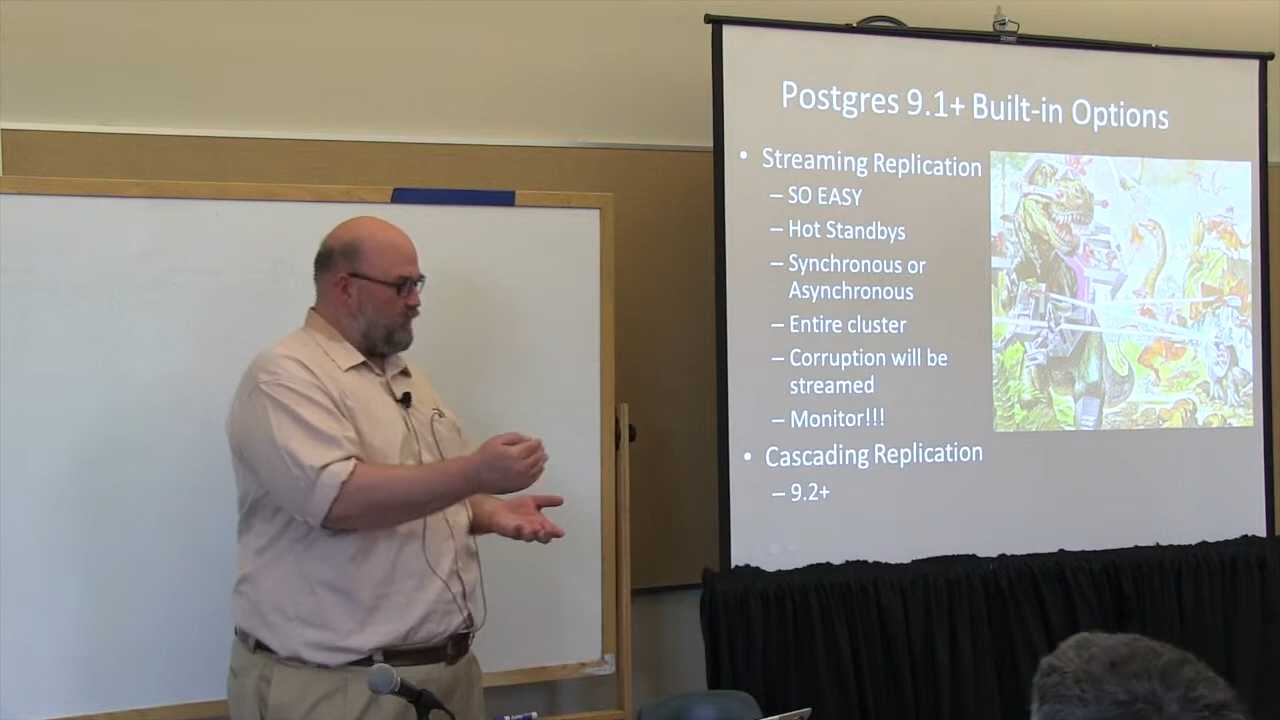 Postgres 9.1+ Built-in Options
• Streaming Replication
– SO EASY
– Hot Standbys
– Synchronous or
Asynchronous
– Entire cluster
– Corruption will be
streamed
– Monitor!!!
• Cascading Replication
– 9.2+